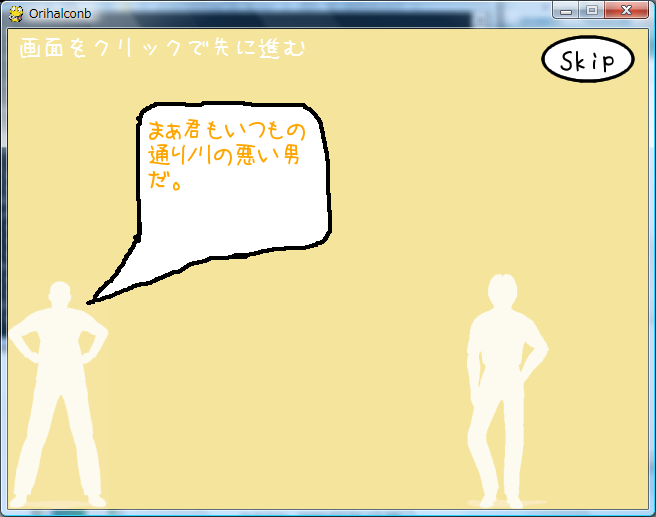 Orihalconb
画面をクリックで先に進む
Skip
まあ君もいつもの
通りノリの悪い男
だ。